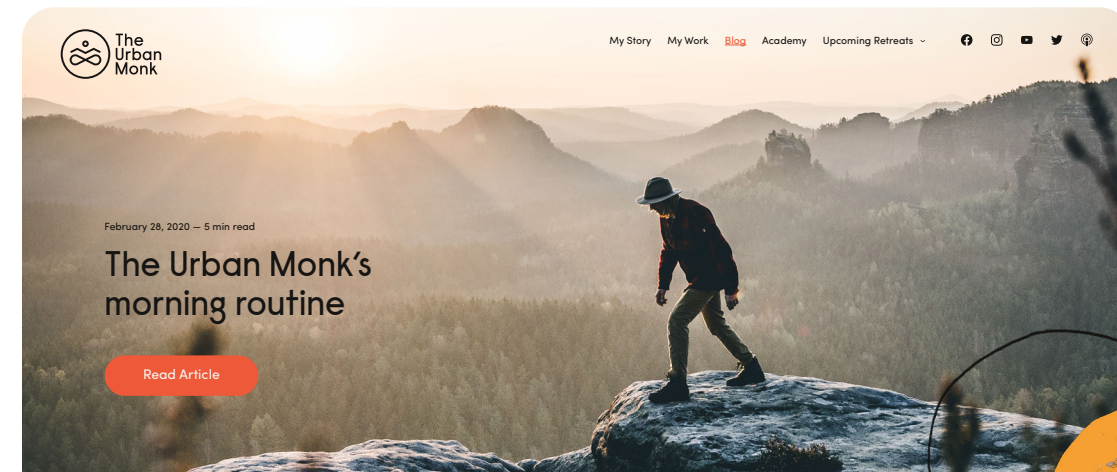 The
Urban
Monk
My Story My Work Blog Academy Upcoming Retreats
February 28, 2020 — 5 min read
The Urban Monk's
morning routine
Read Article